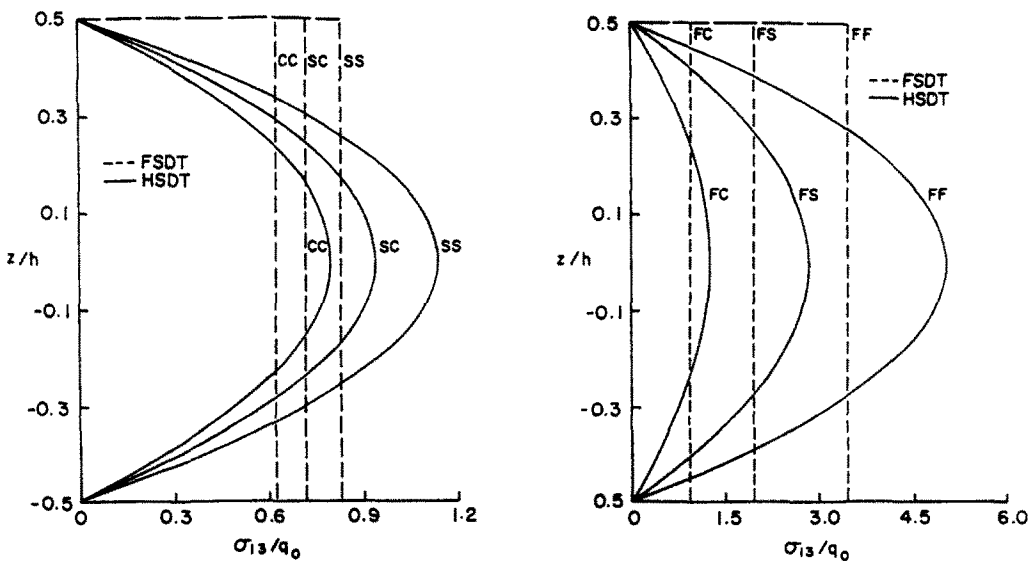 0.5
CC SC SS
0.3
--- FSDT
— HSDT
0.1
CC SC SS
z/h
-0.1
-0.3
-0.5
0 0.3 0.6 0.9 1.2
σ13/q0
0.5
FC FS FF
--- FSDT
— HSDT
0.3
FC FS FF
0.1
z/h
-0.1
-0.3
0.5
0 1.5 3.0 4.5 6.0
σ13/q0